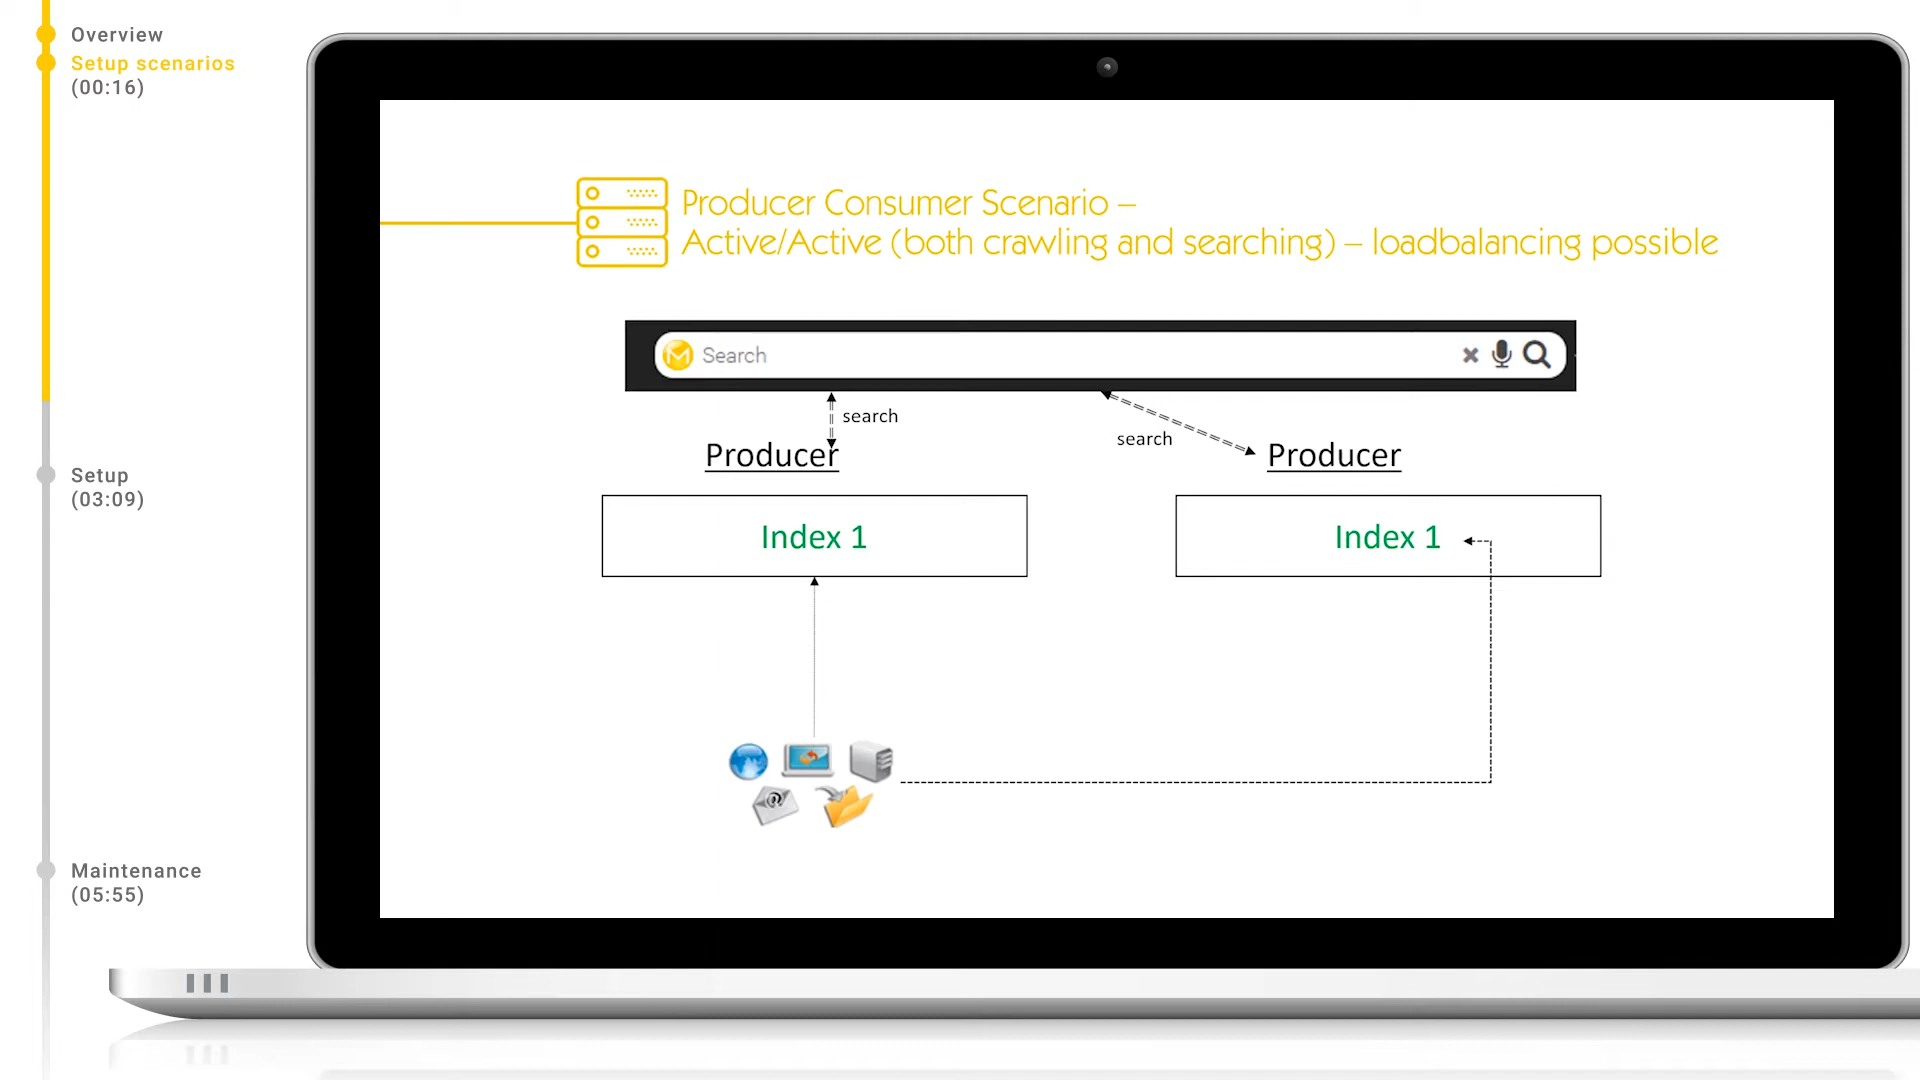 Overview
Setup scenarios
(00:16)
Setup
(03:09)
Maintenance
(05:55)
Producer Consumer Scenario –
Active/Active (both crawling and searching) – loadbalancing possible
Search
search
search
Producer
Producer
Index 1
Index 1